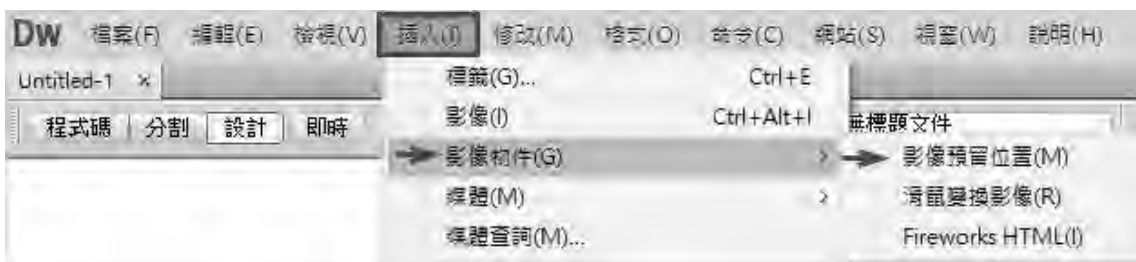 Dw 檔案(F) 編輯(E) 檢視(V) 插入(I) 修改(M) 格式(O) 命令(C) 網站(S) 視窗(W) 說明(H)
Untitled-1 ×
標籤(G)... Ctrl+E
程式碼 分割 設計 即時 影像(I) Ctrl+Alt+I 無標題文件
影像物件(G) 影像預留位置(M)
媒體(M) 滑鼠變換影像(R)
媒體查詢(M)... Fireworks HTML(I)